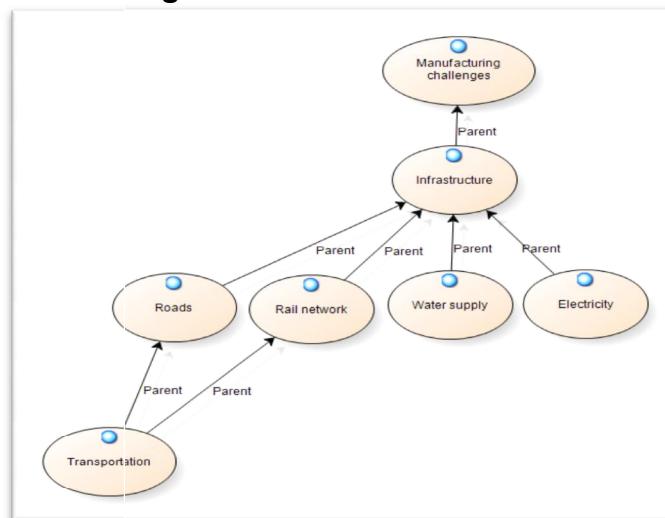 Manufacturing
challenges
Parent
Infrastructure
Parent
Parent
Parent
Parent
Roads
Rail network
Water supply
Electricity
Parent
Parent
Transportation